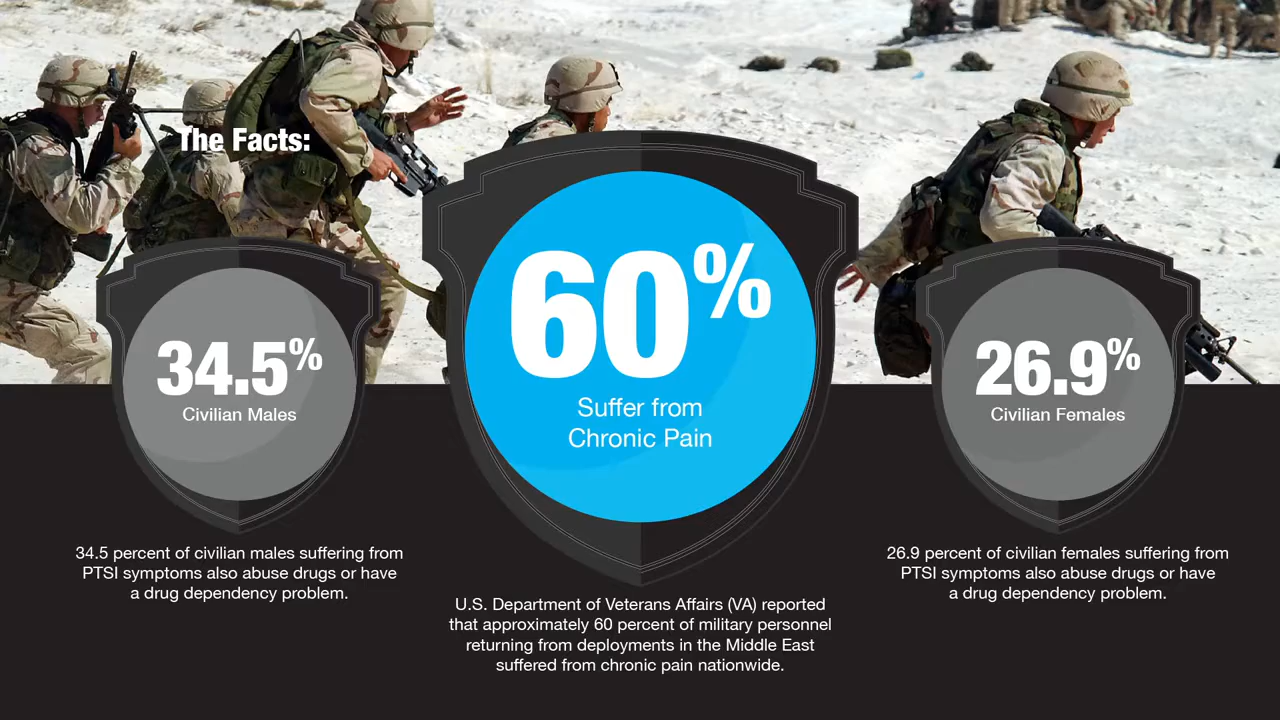 The Facts:
34.5%
Civilian Males
34.5 percent of civilian males suffering from
PTSI symptoms also abuse drugs or have
a drug dependency problem.
60%
Suffer from
Chronic Pain
U.S. Department of Veterans Affairs (VA) reported
that approximately 60 percent of military personnel
returning from deployments in the Middle East
suffered from chronic pain nationwide.
26.9%
Civilian Females
26.9 percent of civilian females suffering from
PTSI symptoms also abuse drugs or have
a drug dependency problem.